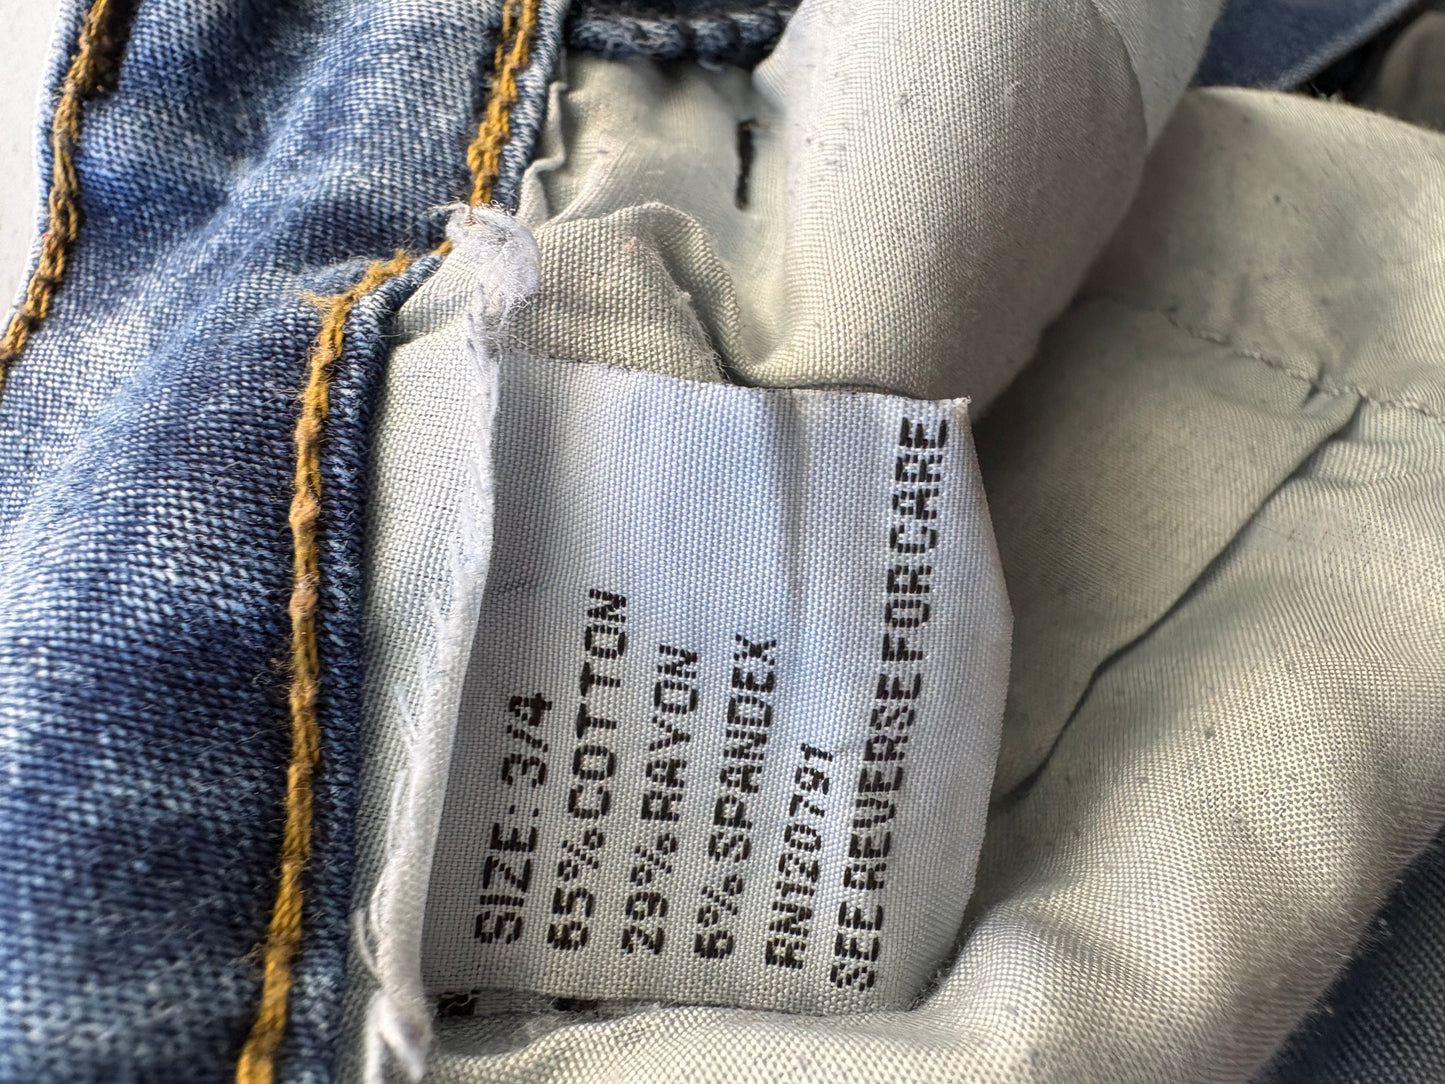 SIZE: 3/4
65% COTTON
29% RAYON
6% SPANDEX
RN120791
SEE REVERSE FOR CARE